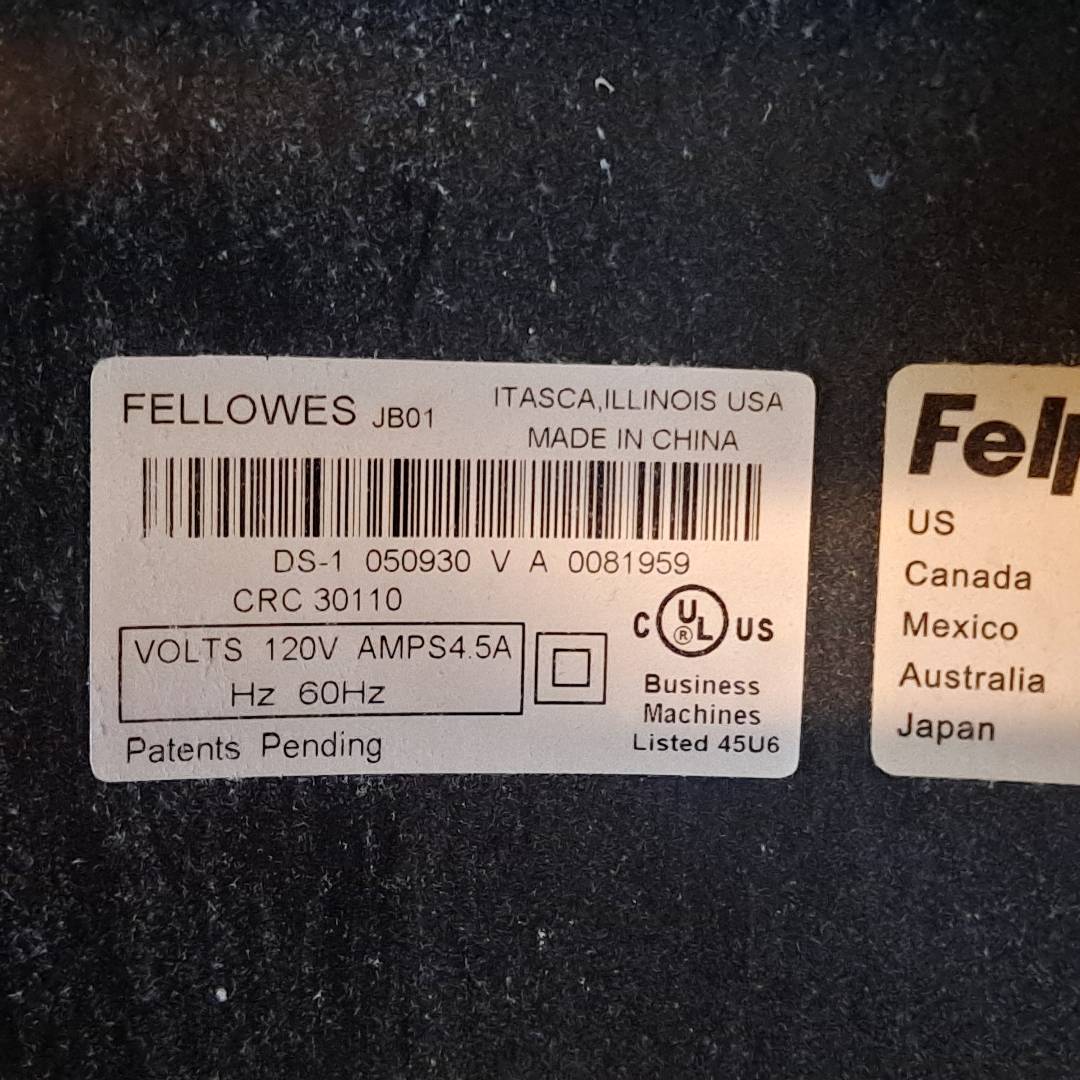 FELLOWES JB01
ITASCA,ILLINOIS USA
MADE IN CHINA
DS-1 050930 V A 0081959
CRC 30110
VOLTS 120V AMPS4.5A
Hz 60Hz
Patents Pending
C UL ® US
Business
Machines
Listed 45U6
US
Canada
Mexico
Australia
Japan